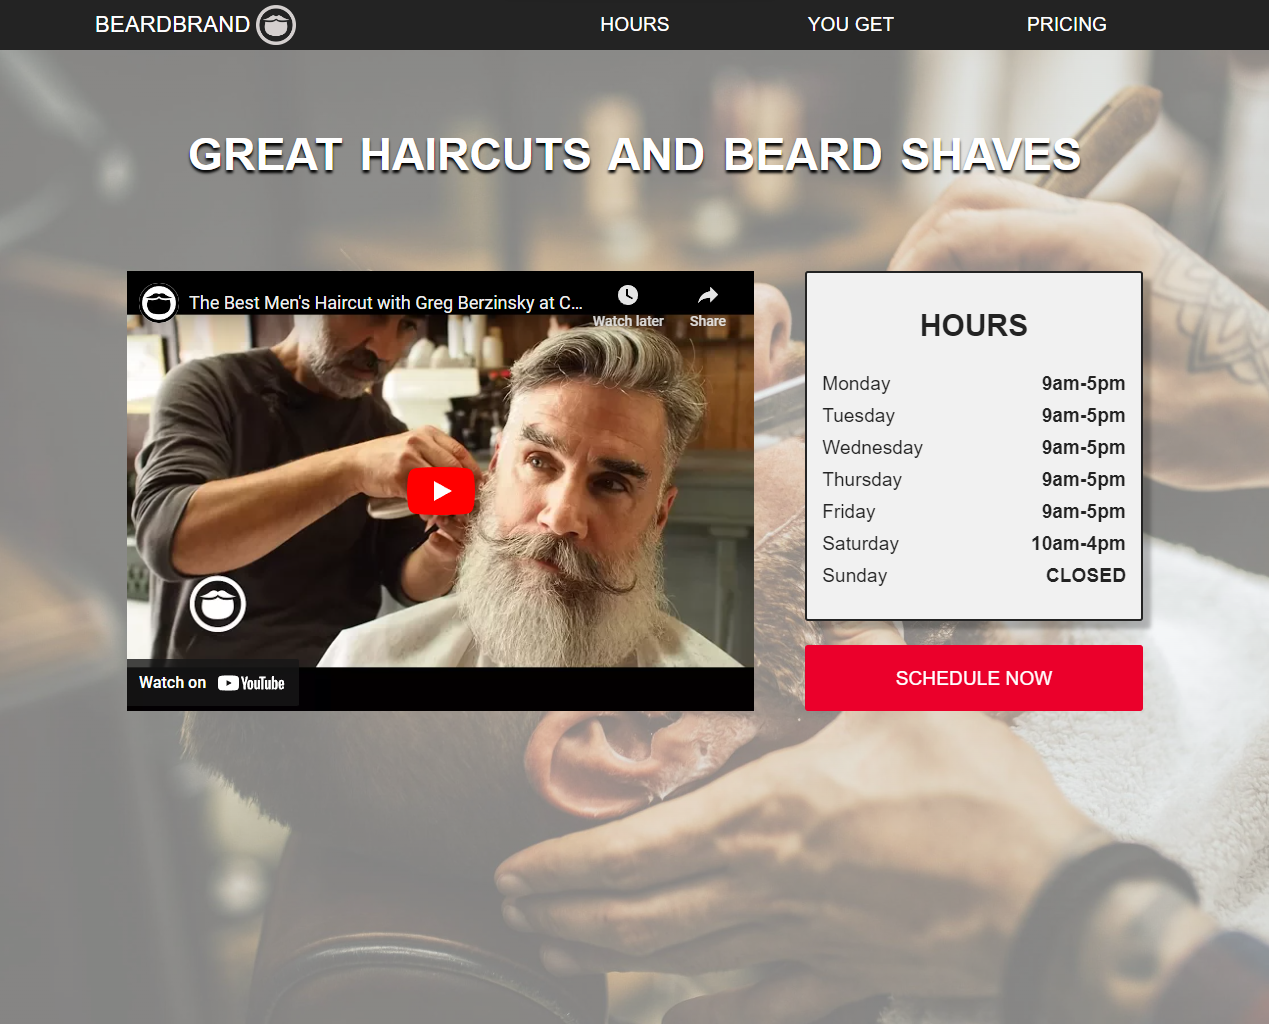 BEARDBRAND HOURS YOU GET PRICING
GREAT HAIRCUTS AND BEARD SHAVES
The Best Men's Haircut with Greg Berzinsky at C...
Watch later Share
Watch on YouTube
HOURS
Monday 9am-5pm
Tuesday 9am-5pm
Wednesday 9am-5pm
Thursday 9am-5pm
Friday 9am-5pm
Saturday 10am-4pm
Sunday CLOSED
SCHEDULE NOW